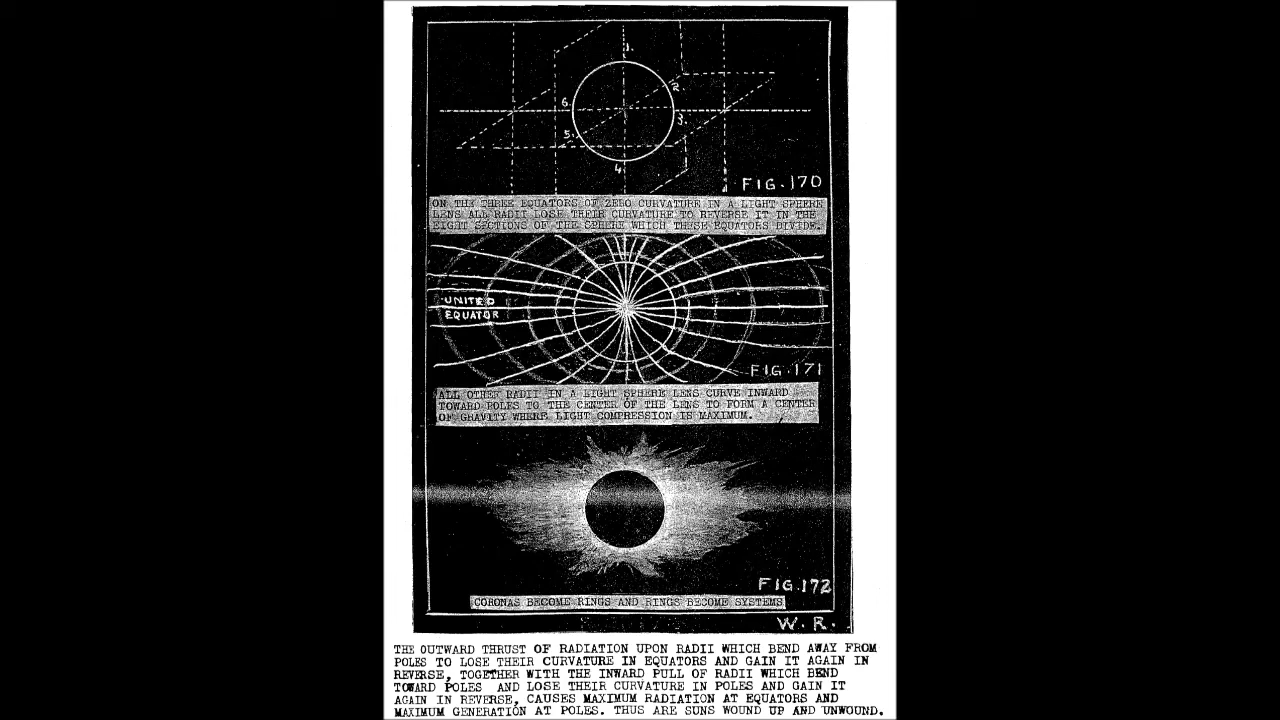 1.
2
6.
3.
5.
4.
FIG.170
ON THE THREE EQUATORS OF ZERO CURVATURE IN A LIGHT SPHERE
LENS ALL RADII LOSE THEIR CURVATURE TO REVERSE IT IN THE
EIGHT SECTIONS OF THE SPHERE WHICH THESE EQUATORS DIVIDE.
UNITED
EQUATOR
FIG.171
ALL OTHER RADII IN A LIGHT SPHERE LENS CURVE INWARD
TOWARD POLES TO THE CENTER OF THE LENS TO FORM A CENTER
OF GRAVITY WHERE LIGHT COMPRESSION IS MAXIMUM.
FIG.172
CORONAS BECOME RINGS AND RINGS BECOME SYSTEMS
W.R.
THE OUTWARD THRUST OF RADIATION UPON RADII WHICH BEND AWAY FROM
POLES TO LOSE THEIR CURVATURE IN EQUATORS AND GAIN IT AGAIN IN
REVERSE, TOGETHER WITH THE INWARD PULL OF RADII WHICH BEND
TOWARD POLES AND LOSE THEIR CURVATURE IN POLES AND GAIN IT
AGAIN IN REVERSE, CAUSES MAXIMUM RADIATION AT EQUATORS AND
MAXIMUM GENERATION AT POLES. THUS ARE SUNS WOUND UP AND UNWOUND.